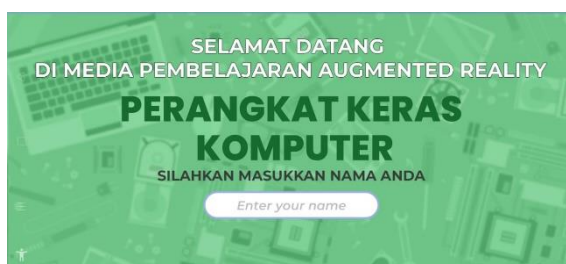 SELAMAT DATANG
DI MEDIA PEMBELAJARAN AUGMENTED REALITY
PERANGKAT KERAS
KOMPUTER
SILAHKAN MASUKKAN NAMA ANDA
Enter your name